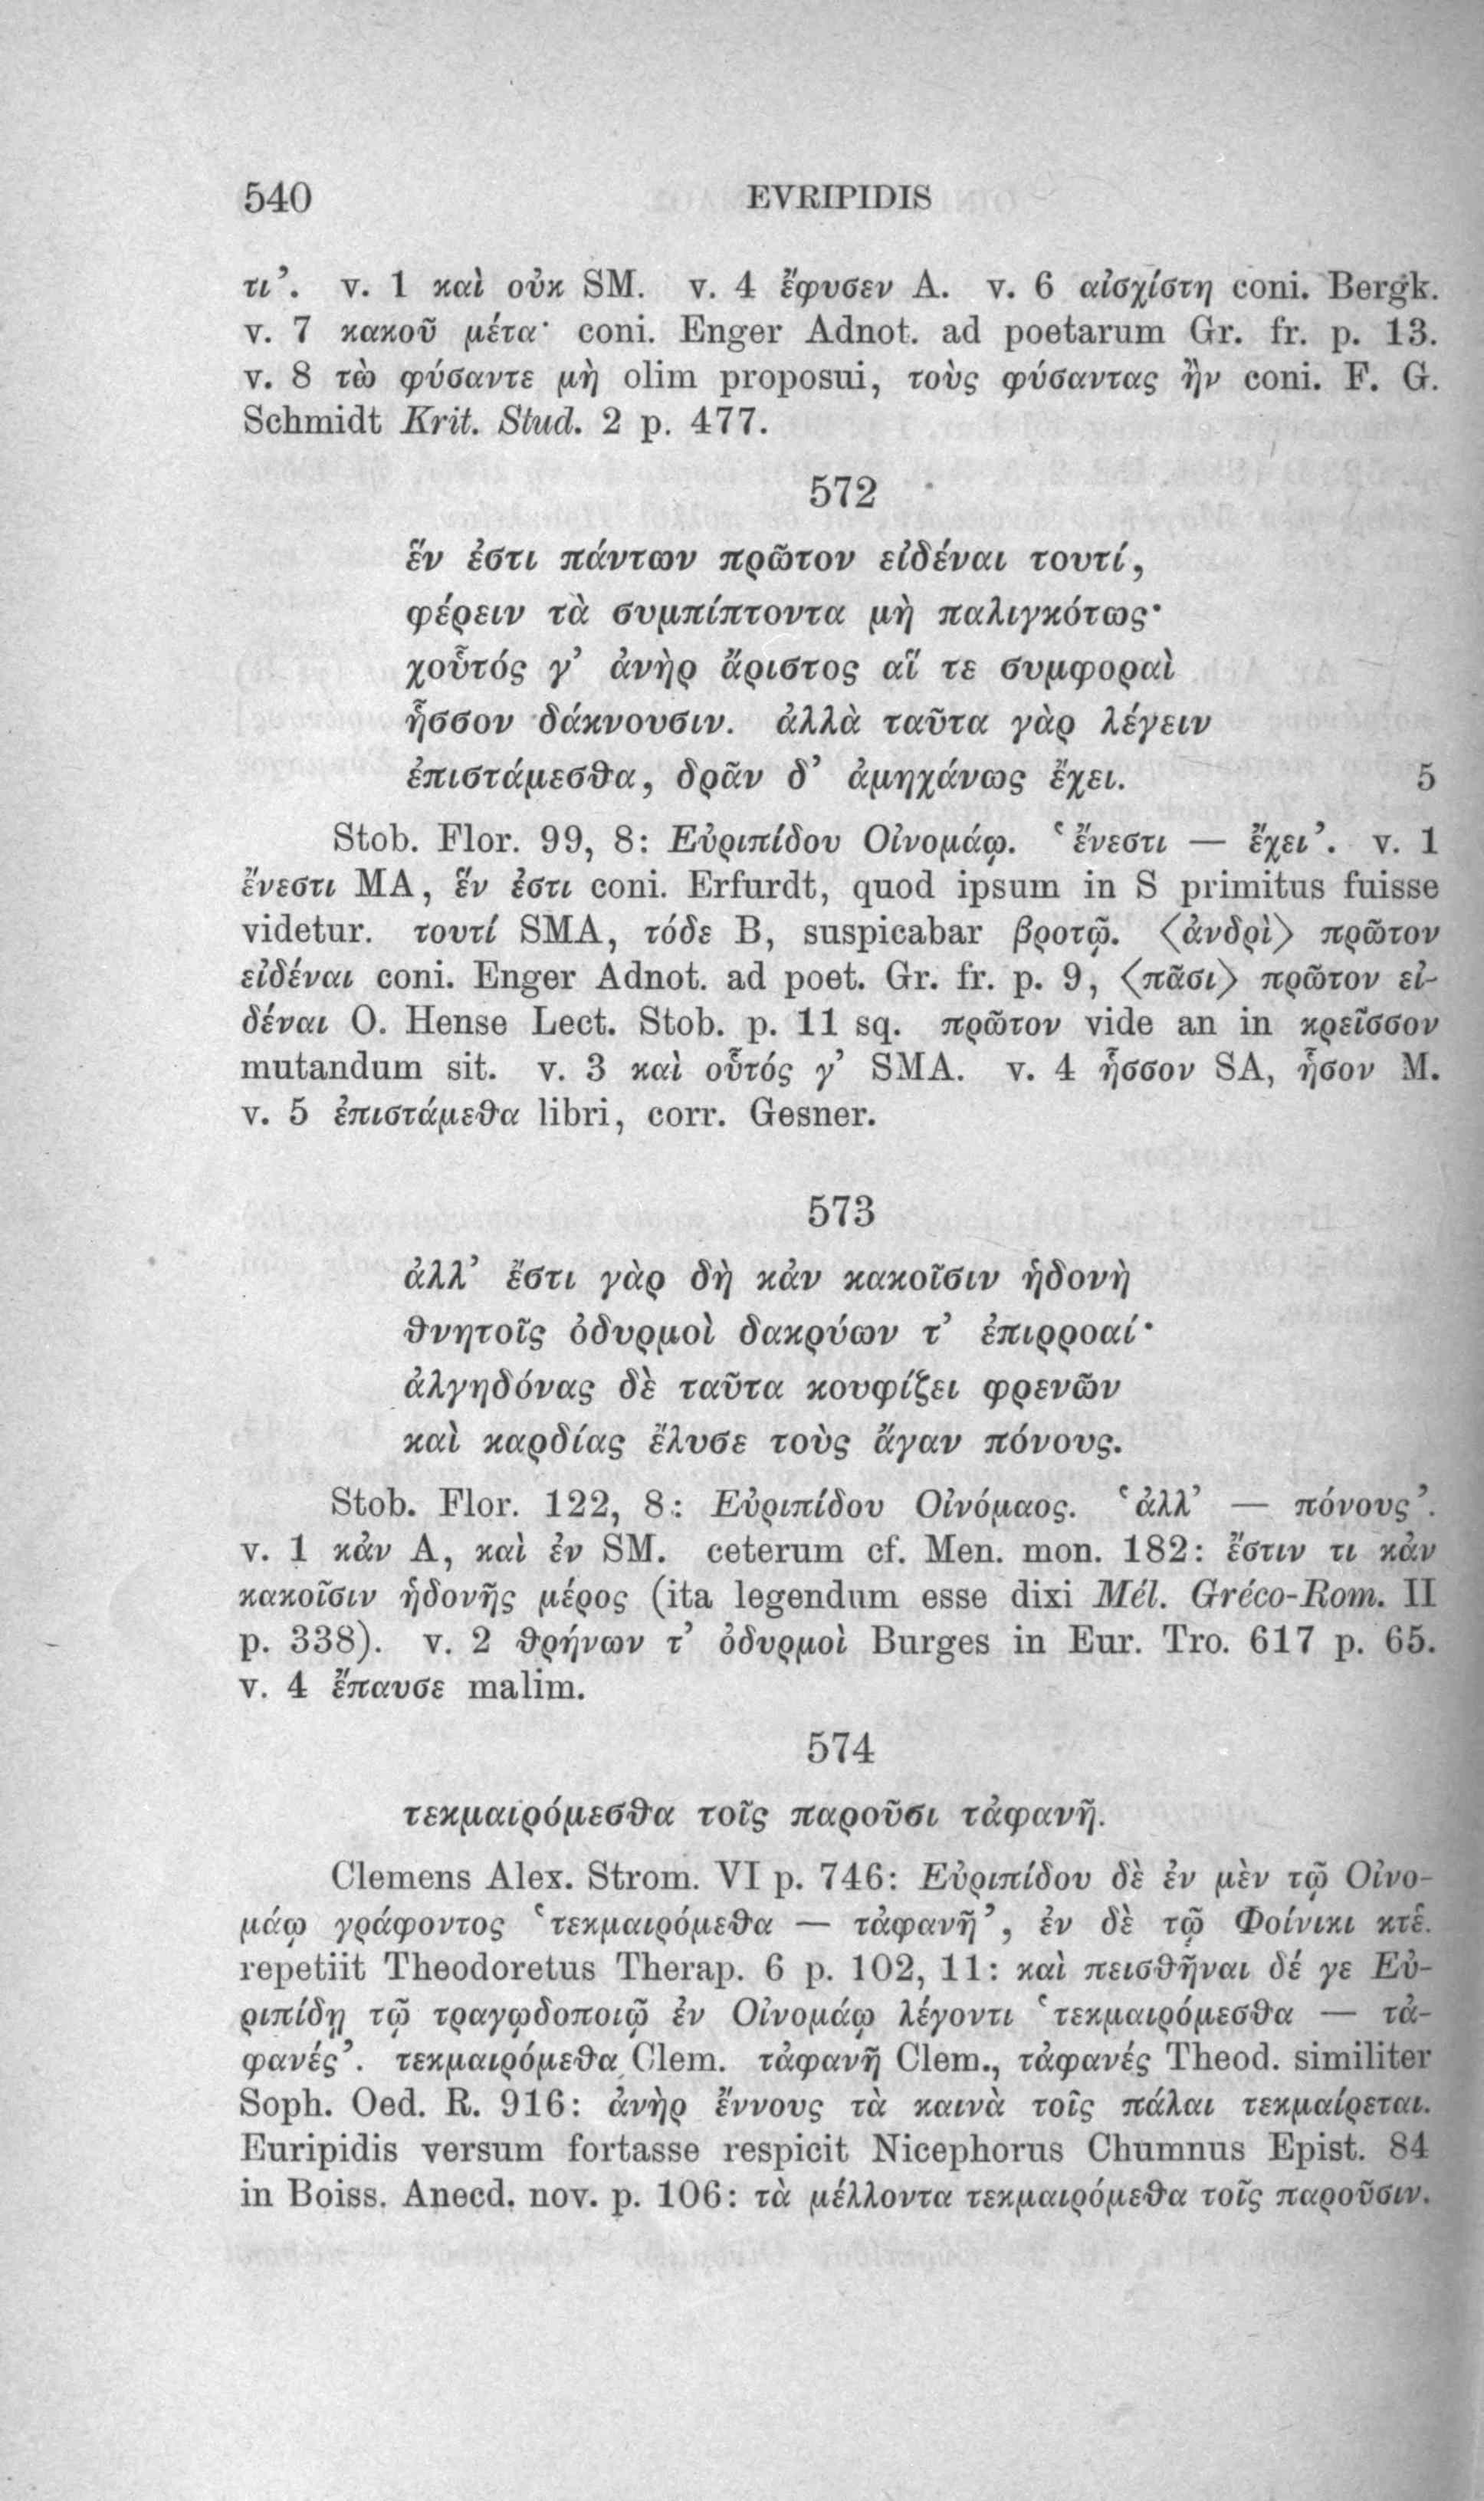 540 EVRIPIDIS
τι’. v. 1 καὶ οὐκ SM. v. 4 ἔφυσεν A. v. 6 αἰσχίστη coni. Bergk.
v. 7 κακοῦ μέτα· coni. Enger Adnot. ad poetarum Gr. fr. p. 13.
v. 8 τὼ φύσαντε μὴ olim proposui, τοὺς φύσαντας ἢν coni. F. G.
Schmidt Krit. Stud. 2 p. 477.
572
ἕν ἐστι πάντων πρῶτον εἰδέναι τουτί,
φέρειν τὰ συμπίπτοντα μὴ παλιγκότως·
χοὖτός γ’ ἀνὴρ ἄριστος αἵ τε συμφοραὶ
ἧσσον δάκνουσιν. ἀλλὰ ταῦτα γὰρ λέγειν
ἐπιστάμεσθα, δρᾶν δ’ ἀμηχάνως ἔχει. 5
Stob. Flor. 99, 8: Εὐριπίδου Οἰνομάῳ. ‘ἔνεστι — ἔχει’. v. 1
ἔνεστι MA, ἕν ἐστι coni. Erfurdt, quod ipsum in S primitus fuisse
videtur. τουτί SMA, τόδε B, suspicabar βροτῷ. ⟨ἀνδρὶ⟩ πρῶτον
εἰδέναι coni. Enger Adnot. ad poet. Gr. fr. p. 9, ⟨πᾶσι⟩ πρῶτον εἰ-
δέναι O. Hense Lect. Stob. p. 11 sq. πρῶτον vide an in κρεῖσσον
mutandum sit. v. 3 καὶ οὗτός γ’ SMA. v. 4 ἧσσον SA, ἧσον M.
v. 5 ἐπιστάμεθα libri, corr. Gesner.
573
ἀλλ’ ἔστι γὰρ δὴ κἀν κακοῖσιν ἡδονὴ
θνητοῖς ὀδυρμοὶ δακρύων τ’ ἐπιρροαί·
ἀλγηδόνας δὲ ταῦτα κουφίζει φρενῶν
καὶ καρδίας ἔλυσε τοὺς ἄγαν πόνους.
Stob. Flor. 122, 8: Εὐριπίδου Οἰνόμαος. ‘ἀλλ’ — πόνους’.
v. 1 κἀν A, καὶ ἐν SM. ceterum cf. Men. mon. 182: ἔστιν τι κἀν
κακοῖσιν ἡδονῆς μέρος (ita legendum esse dixi Mél. Gréco-Rom. II
p. 338). v. 2 θρήνων τ’ ὀδυρμοὶ Burges in Eur. Tro. 617 p. 65.
v. 4 ἔπαυσε malim.
574
τεκμαιρόμεσθα τοῖς παροῦσι τἀφανῆ.
Clemens Alex. Strom. VI p. 746: Εὐριπίδου δὲ ἐν μὲν τῷ Οἰνο-
μάῳ γράφοντος ‘τεκμαιρόμεθα — τἀφανῆ’, ἐν δὲ τῷ Φοίνικι κτἑ.
repetiit Theodoretus Therap. 6 p. 102, 11: καὶ πεισθῆναι δέ γε Εὐ-
ριπίδῃ τῷ τραγῳδοποιῷ ἐν Οἰνομάῳ λέγοντι ‘τεκμαιρόμεσθα — τἀ-
φανές’. τεκμαιρόμεθα Clem. τἀφανῆ Clem., τἀφανές Theod. similiter
Soph. Oed. R. 916: ἀνὴρ ἔννους τὰ καινὰ τοῖς πάλαι τεκμαίρεται.
Euripidis versum fortasse respicit Nicephorus Chumnus Epist. 84
in Boiss. Anecd. nov. p. 106: τὰ μέλλοντα τεκμαιρόμεθα τοῖς παροῦσιν.